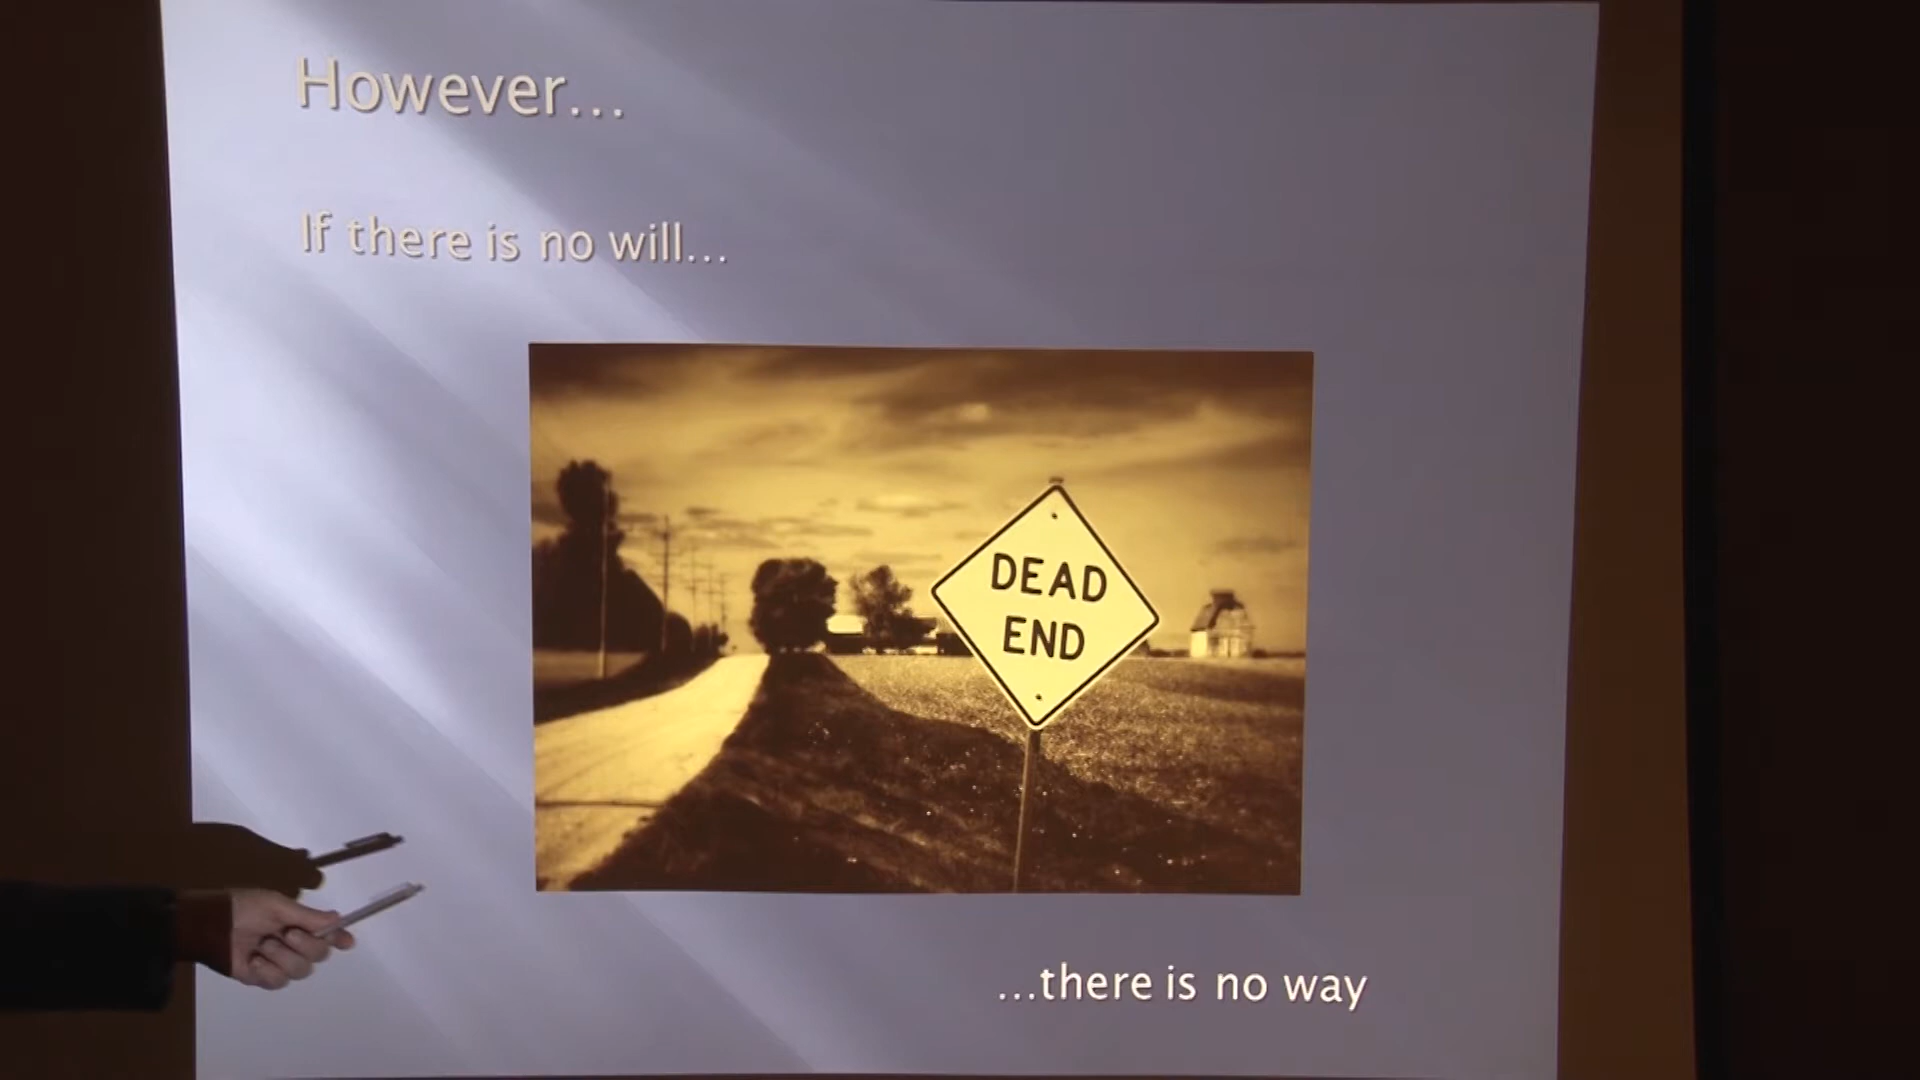 However...
If there is no will...
DEAD
END
...there is no way